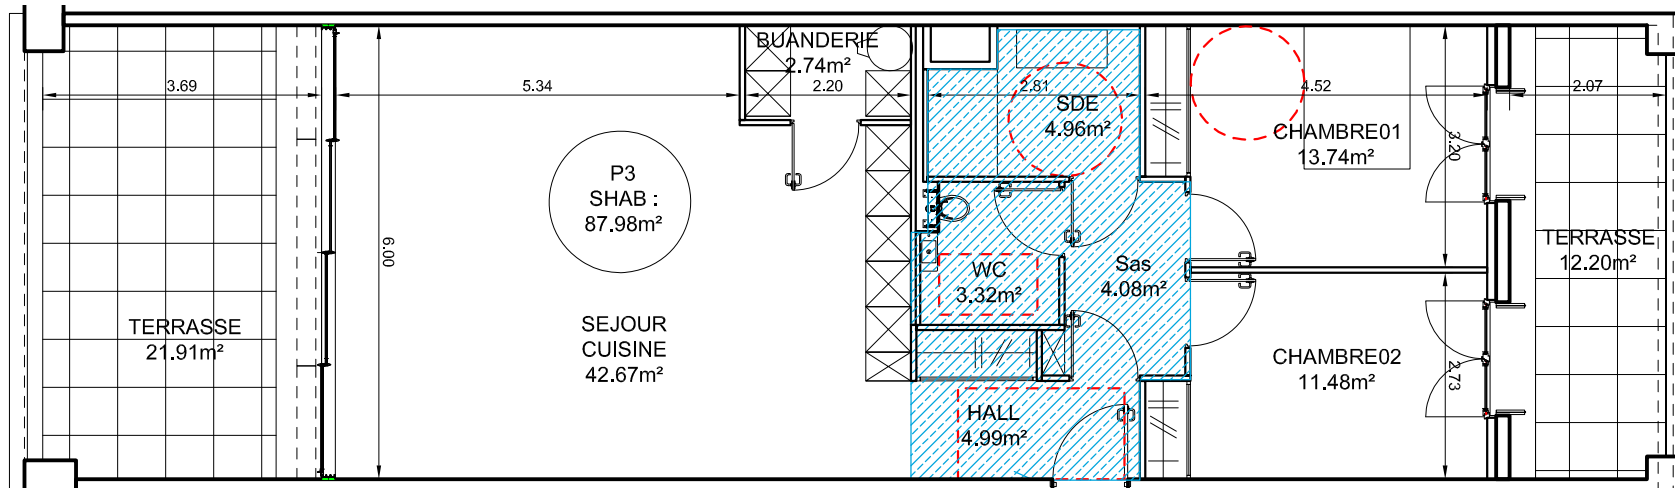 BUANDERIE
2.74m²
3.69
5.34
2.20
2.81
4.52
2.07
SDE
4.96m²
CHAMBRE01
13.74m²
3.20
P3
SHAB :
87.98m²
6.00
TERRASSE
12.20m²
WC
3.32m²
Sas
4.08m²
TERRASSE
21.91m²
SEJOUR
CUISINE
42.67m²
CHAMBRE02
11.48m²
2.73
HALL
4.99m²